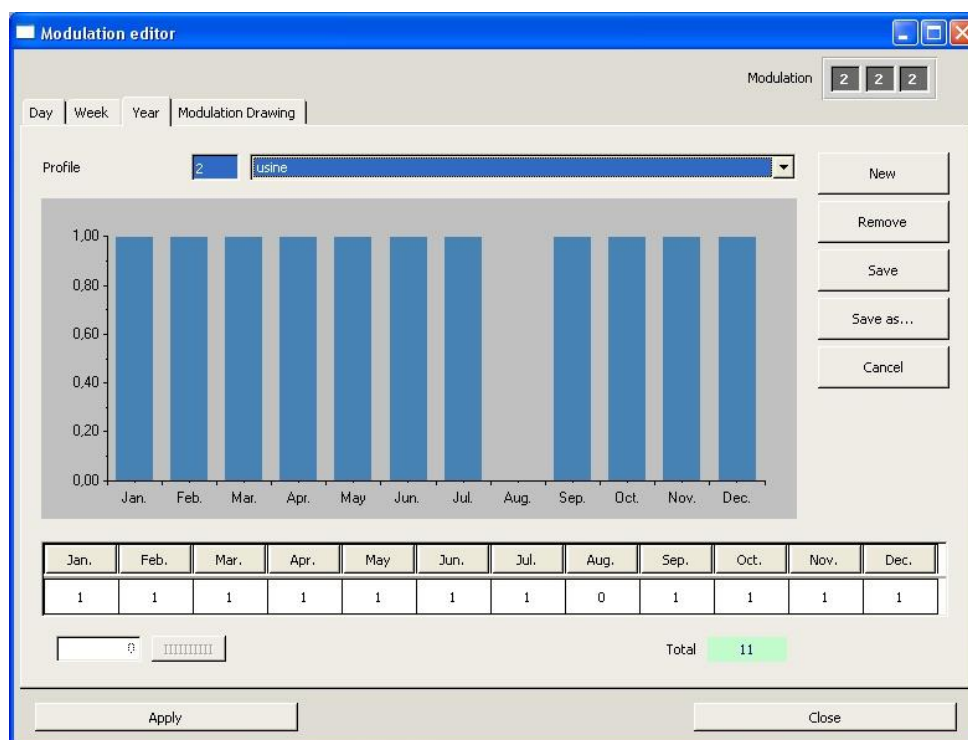 Modulation editor
Modulation 2 2 2
Day Week Year Modulation Drawing
Profile 2 usine
New
Remove
Save
Save as...
Cancel
1,00
0,80
0,60
0,40
0,20
0,00
Jan. Feb. Mar. Apr. May Jun. Jul. Aug. Sep. Oct. Nov. Dec.
Jan. Feb. Mar. Apr. May Jun. Jul. Aug. Sep. Oct. Nov. Dec.
1 1 1 1 1 1 1 0 1 1 1 1
0 IIIIIIIIII Total 11
Apply Close